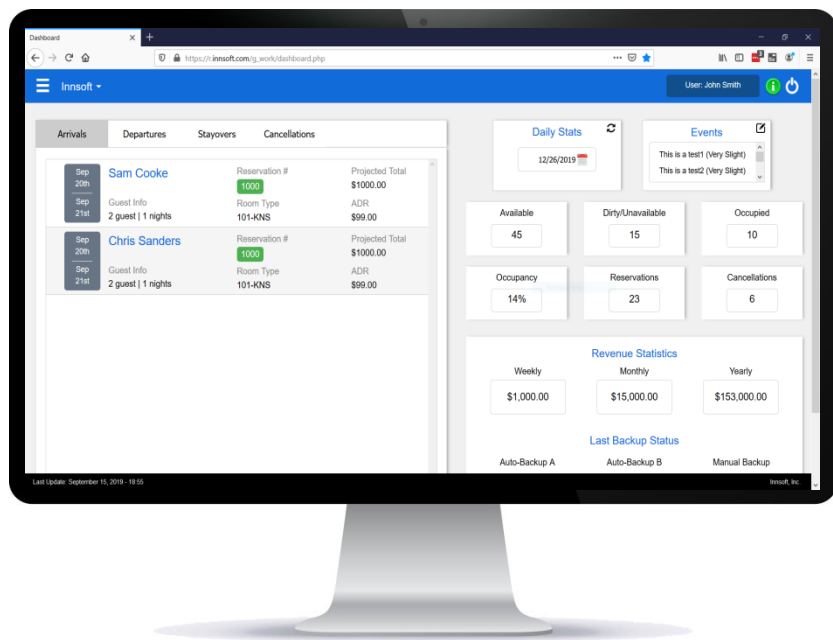 Dashboard
https://r.innsoft.com/g_work/dashboard.php
Innsoft
User: John Smith
Arrivals Departures Stayovers Cancellations
Sep 20th
Sep 21st
Sam Cooke
Guest Info
2 guest | 1 nights
Reservation #
1000
Room Type
101-KNS
Projected Total
$1000.00
ADR
$99.00
Sep 20th
Sep 21st
Chris Sanders
Guest Info
2 guest | 1 nights
Reservation #
1000
Room Type
101-KNS
Projected Total
$1000.00
ADR
$99.00
Daily Stats
12/26/2019
Events
This is a test1 (Very Slight)
This is a test2 (Very Slight)
Available
45
Dirty/Unavailable
15
Occupied
10
Occupancy
14%
Reservations
23
Cancellations
6
Revenue Statistics
Weekly
$1,000.00
Monthly
$15,000.00
Yearly
$153,000.00
Last Backup Status
Auto-Backup A Auto-Backup B Manual Backup
Last Update: September 15, 2019 - 18:55
Innsoft, Inc.